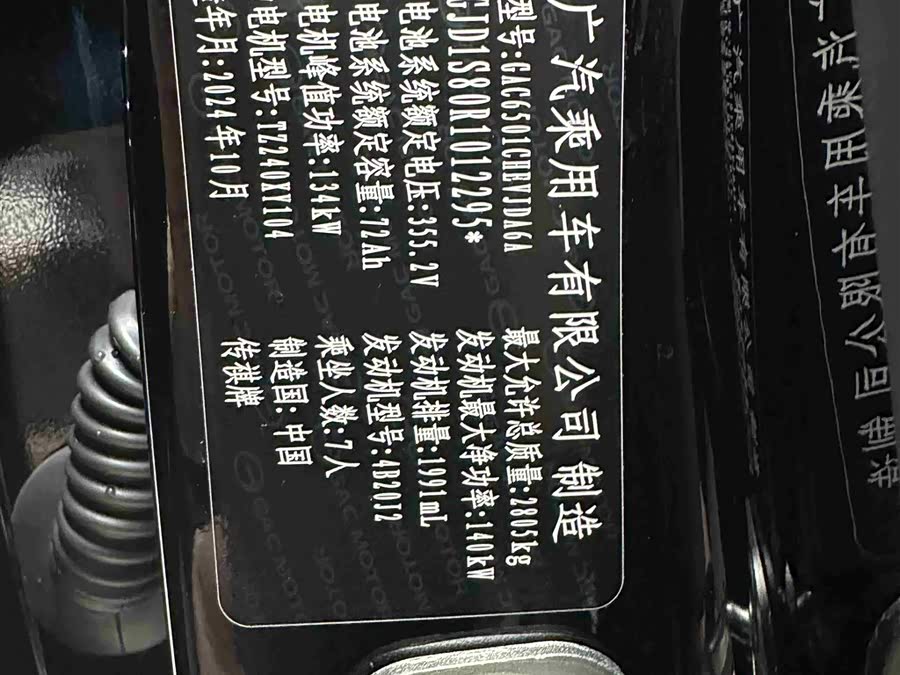 广汽乘用车有限公司 制造
型号:GAC6501CHEVJDA6A 最大允许总质量:2805kg
GJD1S80R1012295* 发动机最大净功率:140kW
电池系统额定电压:355.2V 发动机排量:1991mL
电池系统额定容量:72Ah 发动机型号:4B20J2
电机峰值功率:134kW 乘坐人数:7人
电机型号:TZ240XY104 制造国:中国
年月:2024年10月 传祺牌